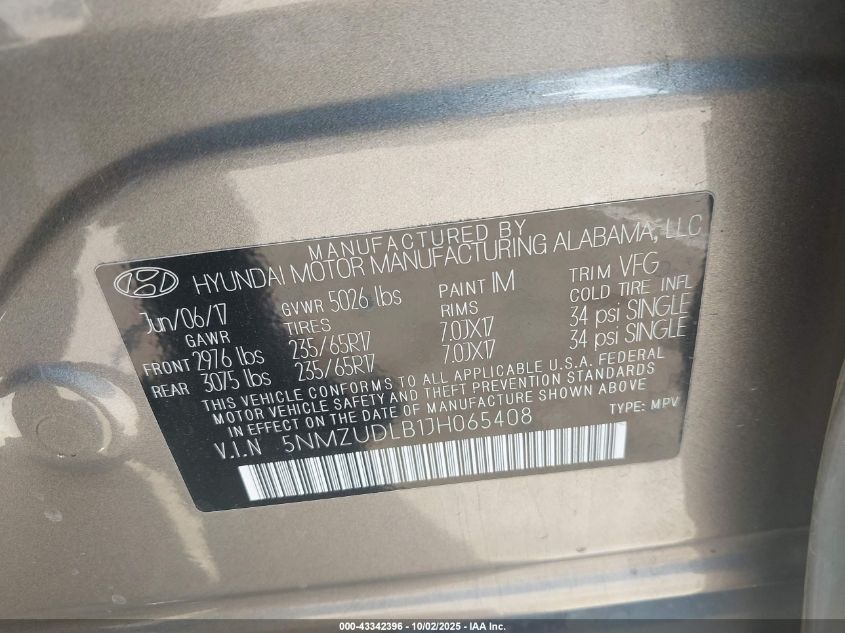 MANUFACTURED BY
HYUNDAI MOTOR MANUFACTURING ALABAMA, LLC
Jun/06/17 GVWR 5026 lbs PAINT IM TRIM VFG
GAWR TIRES RIMS COLD TIRE INFL
FRONT 2976 lbs 235/65R17 7.0JX17 34 psi SINGLE
REAR 3075 lbs 235/65R17 7.0JX17 34 psi SINGLE
THIS VEHICLE CONFORMS TO ALL APPLICABLE U.S.A. FEDERAL
MOTOR VEHICLE SAFETY AND THEFT PREVENTION STANDARDS
IN EFFECT ON THE DATE OF MANUFACTURE SHOWN ABOVE
V.I.N 5NMZUDLB1JH065408 TYPE: MPV
000-43342396 - 10/02/2025 - IAA Inc.